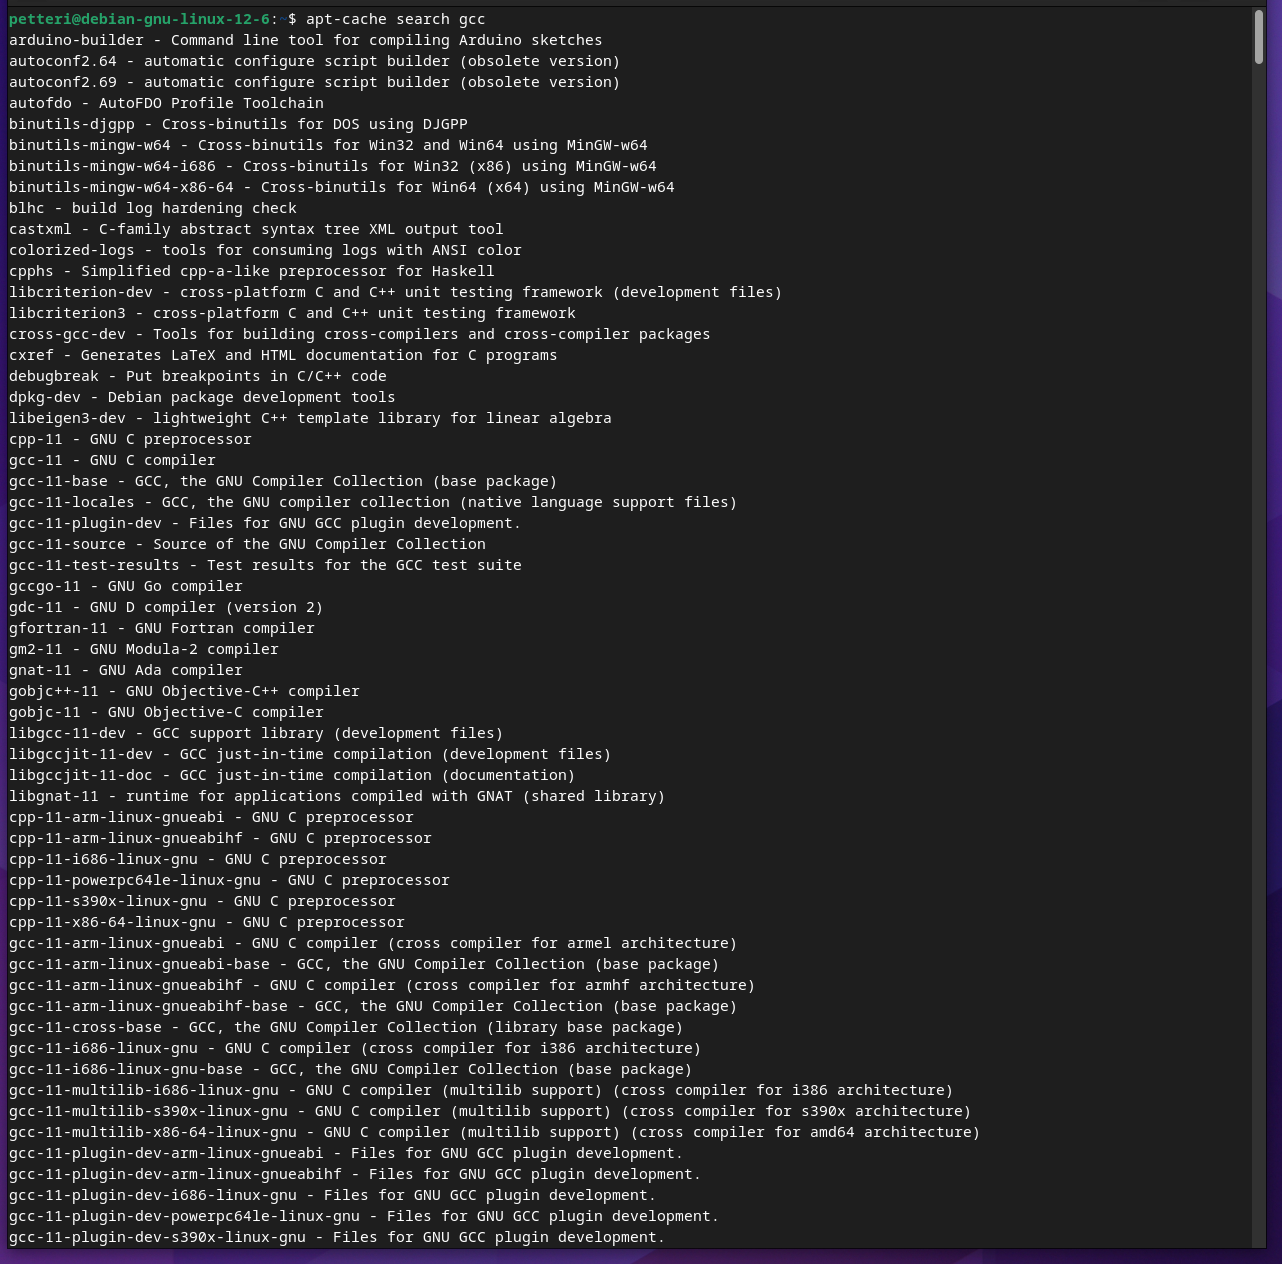 petteri@debian-gnu-linux-12-6:~$ apt-cache search gcc
arduino-builder - Command line tool for compiling Arduino sketches
autoconf2.64 - automatic configure script builder (obsolete version)
autoconf2.69 - automatic configure script builder (obsolete version)
autofdo - AutoFDO Profile Toolchain
binutils-djgpp - Cross-binutils for DOS using DJGPP
binutils-mingw-w64 - Cross-binutils for Win32 and Win64 using MinGW-w64
binutils-mingw-w64-i686 - Cross-binutils for Win32 (x86) using MinGW-w64
binutils-mingw-w64-x86-64 - Cross-binutils for Win64 (x64) using MinGW-w64
blhc - build log hardening check
castxml - C-family abstract syntax tree XML output tool
colorized-logs - tools for consuming logs with ANSI color
cpphs - Simplified cpp-a-like preprocessor for Haskell
libcriterion-dev - cross-platform C and C++ unit testing framework (development files)
libcriterion3 - cross-platform C and C++ unit testing framework
cross-gcc-dev - Tools for building cross-compilers and cross-compiler packages
cxref - Generates LaTeX and HTML documentation for C programs
debugbreak - Put breakpoints in C/C++ code
dpkg-dev - Debian package development tools
libeigen3-dev - lightweight C++ template library for linear algebra
cpp-11 - GNU C preprocessor
gcc-11 - GNU C compiler
gcc-11-base - GCC, the GNU Compiler Collection (base package)
gcc-11-locales - GCC, the GNU compiler collection (native language support files)
gcc-11-plugin-dev - Files for GNU GCC plugin development.
gcc-11-source - Source of the GNU Compiler Collection
gcc-11-test-results - Test results for the GCC test suite
gccgo-11 - GNU Go compiler
gdc-11 - GNU D compiler (version 2)
gfortran-11 - GNU Fortran compiler
gm2-11 - GNU Modula-2 compiler
gnat-11 - GNU Ada compiler
gobjc++-11 - GNU Objective-C++ compiler
gobjc-11 - GNU Objective-C compiler
libgcc-11-dev - GCC support library (development files)
libgccjit-11-dev - GCC just-in-time compilation (development files)
libgccjit-11-doc - GCC just-in-time compilation (documentation)
libgnat-11 - runtime for applications compiled with GNAT (shared library)
cpp-11-arm-linux-gnueabi - GNU C preprocessor
cpp-11-arm-linux-gnueabihf - GNU C preprocessor
cpp-11-i686-linux-gnu - GNU C preprocessor
cpp-11-powerpc64le-linux-gnu - GNU C preprocessor
cpp-11-s390x-linux-gnu - GNU C preprocessor
cpp-11-x86-64-linux-gnu - GNU C preprocessor
gcc-11-arm-linux-gnueabi - GNU C compiler (cross compiler for armel architecture)
gcc-11-arm-linux-gnueabi-base - GCC, the GNU Compiler Collection (base package)
gcc-11-arm-linux-gnueabihf - GNU C compiler (cross compiler for armhf architecture)
gcc-11-arm-linux-gnueabihf-base - GCC, the GNU Compiler Collection (base package)
gcc-11-cross-base - GCC, the GNU Compiler Collection (library base package)
gcc-11-i686-linux-gnu - GNU C compiler (cross compiler for i386 architecture)
gcc-11-i686-linux-gnu-base - GCC, the GNU Compiler Collection (base package)
gcc-11-multilib-i686-linux-gnu - GNU C compiler (multilib support) (cross compiler for i386 architecture)
gcc-11-multilib-s390x-linux-gnu - GNU C compiler (multilib support) (cross compiler for s390x architecture)
gcc-11-multilib-x86-64-linux-gnu - GNU C compiler (multilib support) (cross compiler for amd64 architecture)
gcc-11-plugin-dev-arm-linux-gnueabi - Files for GNU GCC plugin development.
gcc-11-plugin-dev-arm-linux-gnueabihf - Files for GNU GCC plugin development.
gcc-11-plugin-dev-i686-linux-gnu - Files for GNU GCC plugin development.
gcc-11-plugin-dev-powerpc64le-linux-gnu - Files for GNU GCC plugin development.
gcc-11-plugin-dev-s390x-linux-gnu - Files for GNU GCC plugin development.